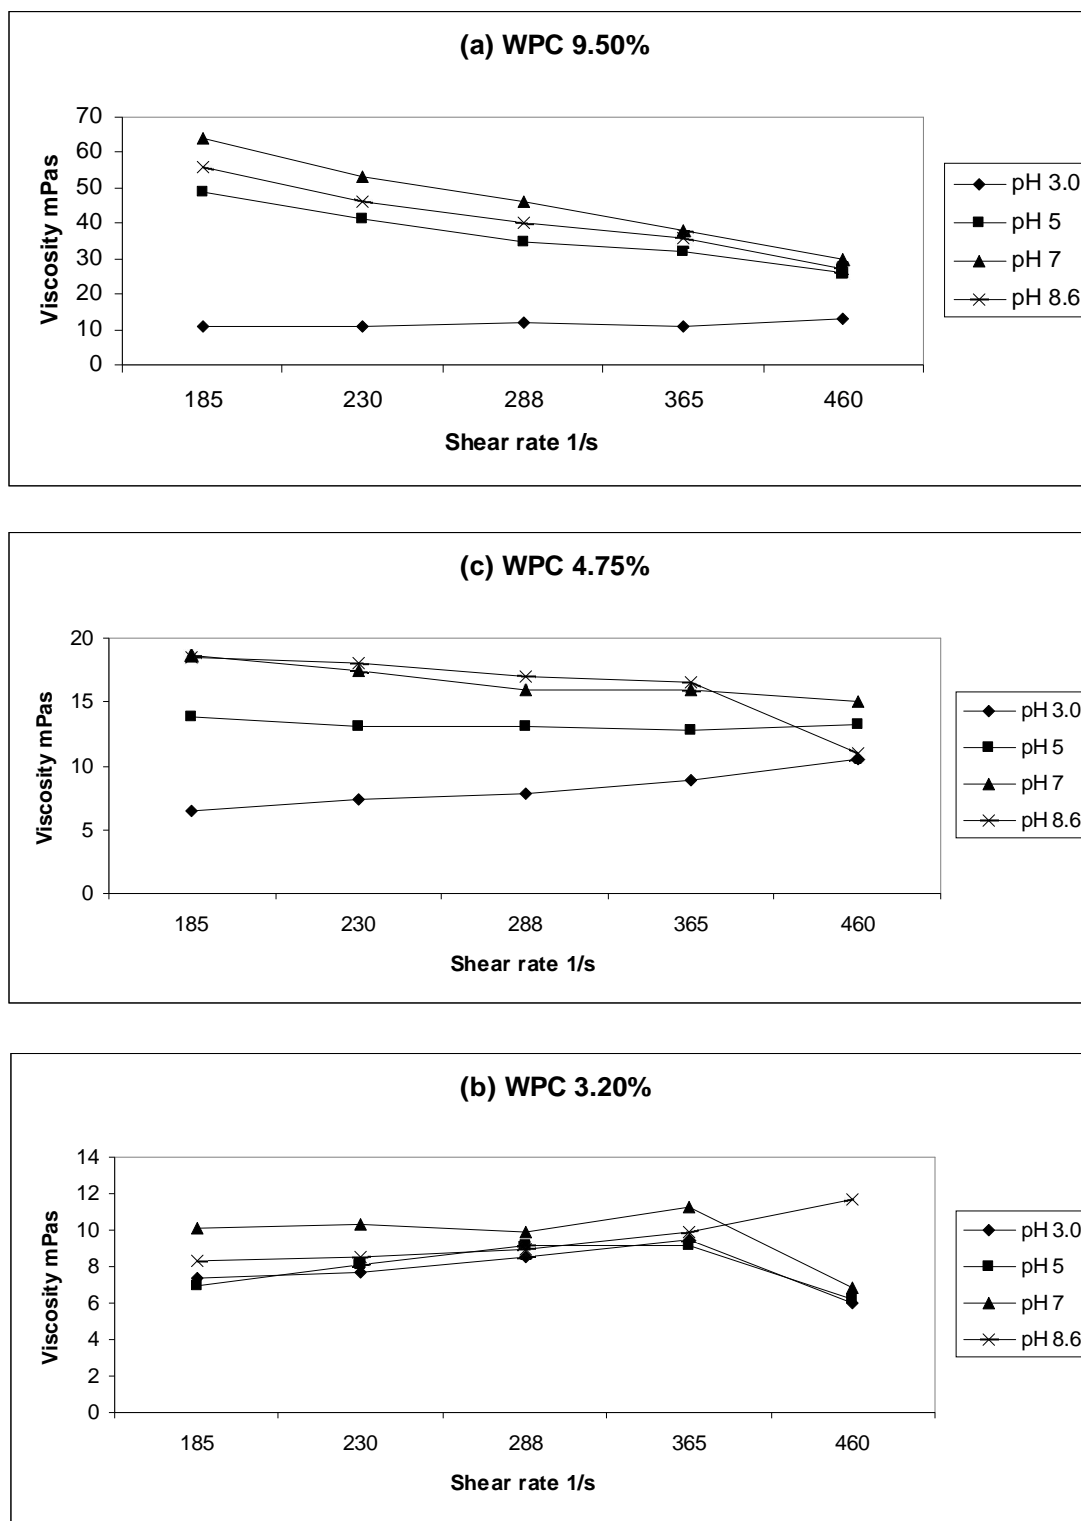 (a) WPC 9.50%
70
60
50
40
30
20
10
0
Viscosity mPas
185 230 288 365 460
Shear rate 1/s
pH 3.0
pH 5
pH 7
pH 8.6
(c) WPC 4.75%
20
15
10
5
0
Viscosity mPas
185 230 288 365 460
Shear rate 1/s
pH 3.0
pH 5
pH 7
pH 8.6
(b) WPC 3.20%
14
12
10
8
6
4
2
0
Viscosity mPas
185 230 288 365 460
Shear rate 1/s
pH 3.0
pH 5
pH 7
pH 8.6